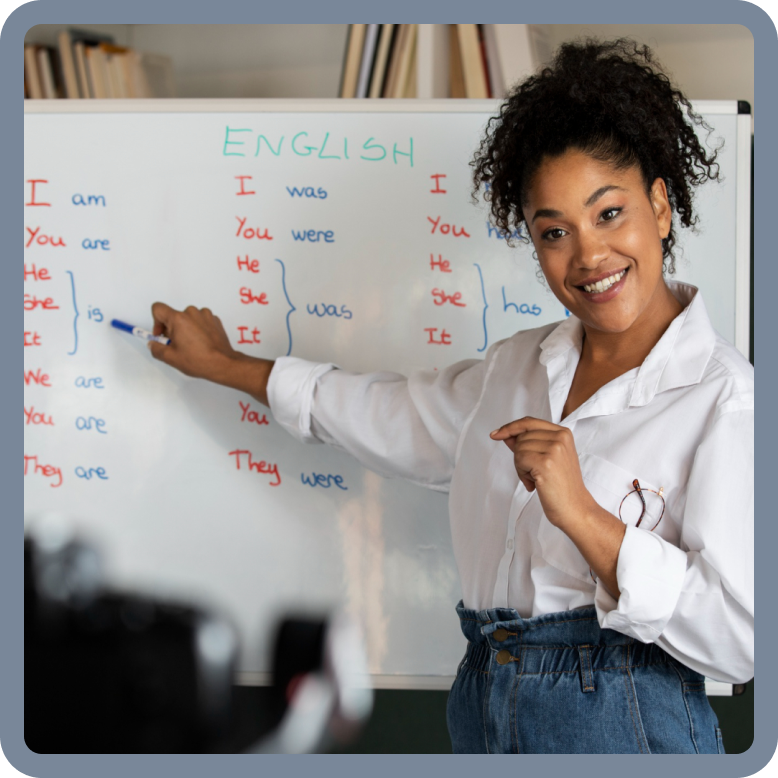 ENGLISH
I am I was I
You are You were You
He He He
She She She
is was has
It It It
We are
You are You
They are They were